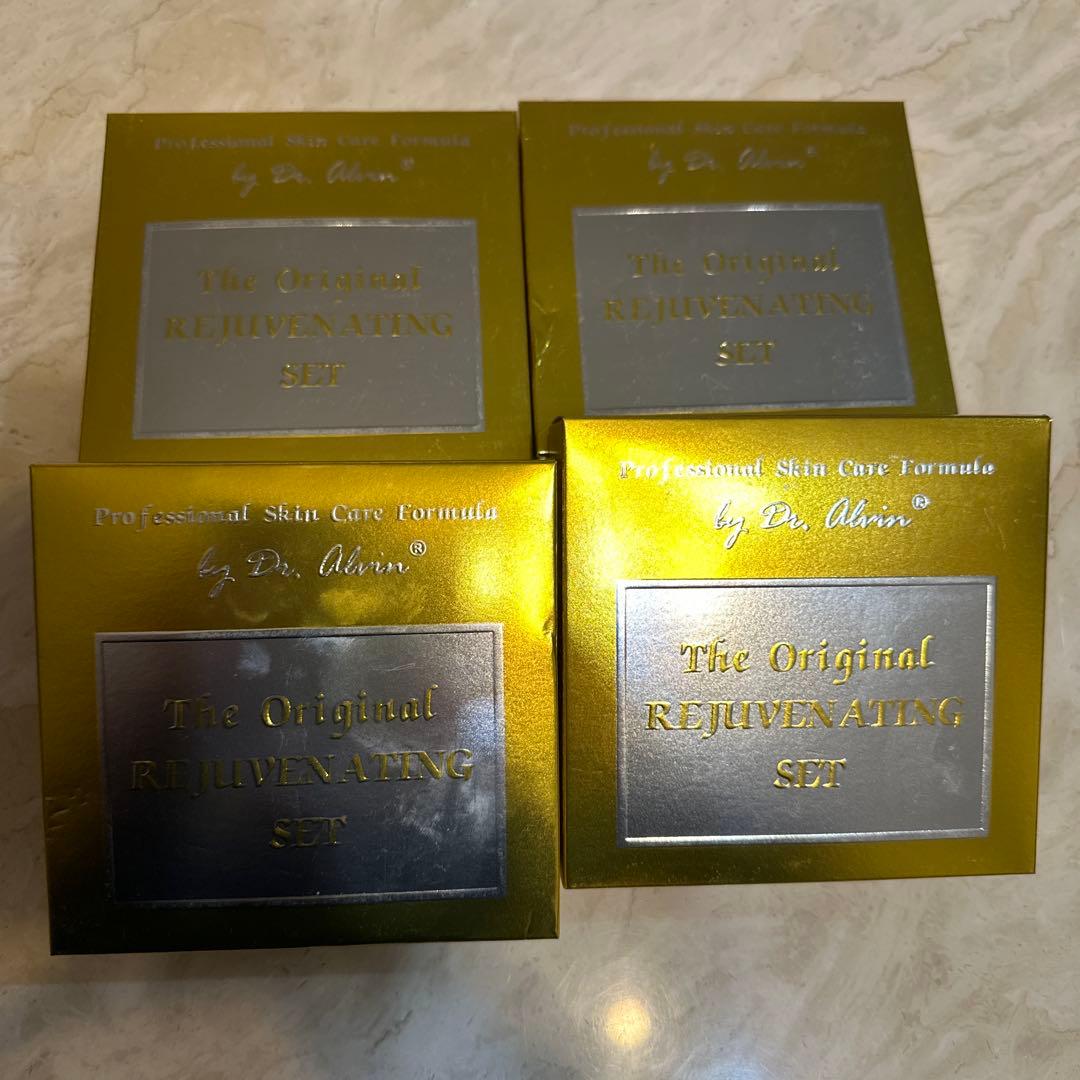 Professional Skin Care Formula
by Dr. Alvin®
The Original
REJUVENATING
SET
Professional Skin Care Formula
by Dr. Alvin®
The Original
REJUVENATING
SET
Professional Skin Care Formula
by Dr. Alvin®
The Original
REJUVENATING
SET
Professional Skin Care Formula
by Dr. Alvin®
The Original
REJUVENATING
SET